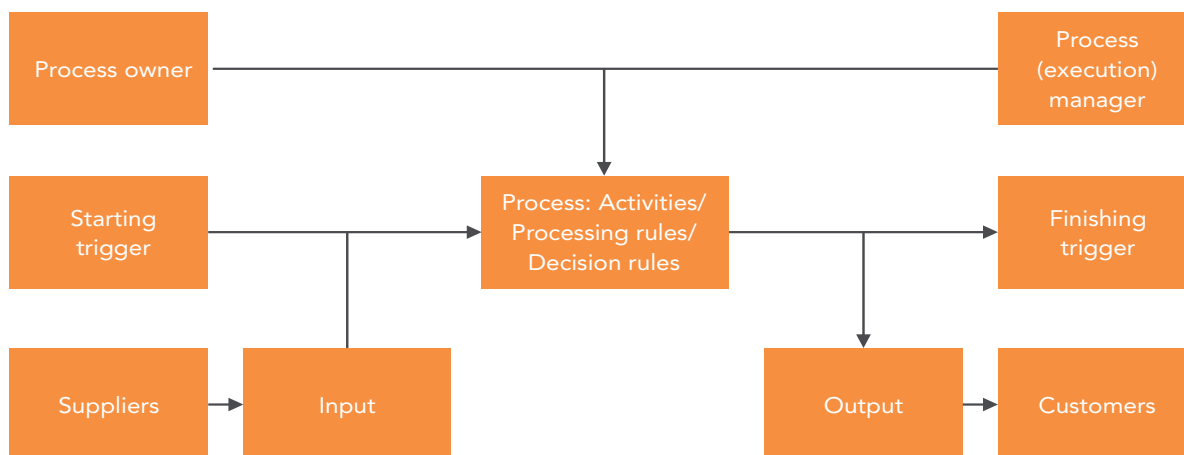 Process owner
Process
(execution)
manager
Starting
trigger
Process: Activities/
Processing rules/
Decision rules
Finishing
trigger
Suppliers
Input
Output
Customers